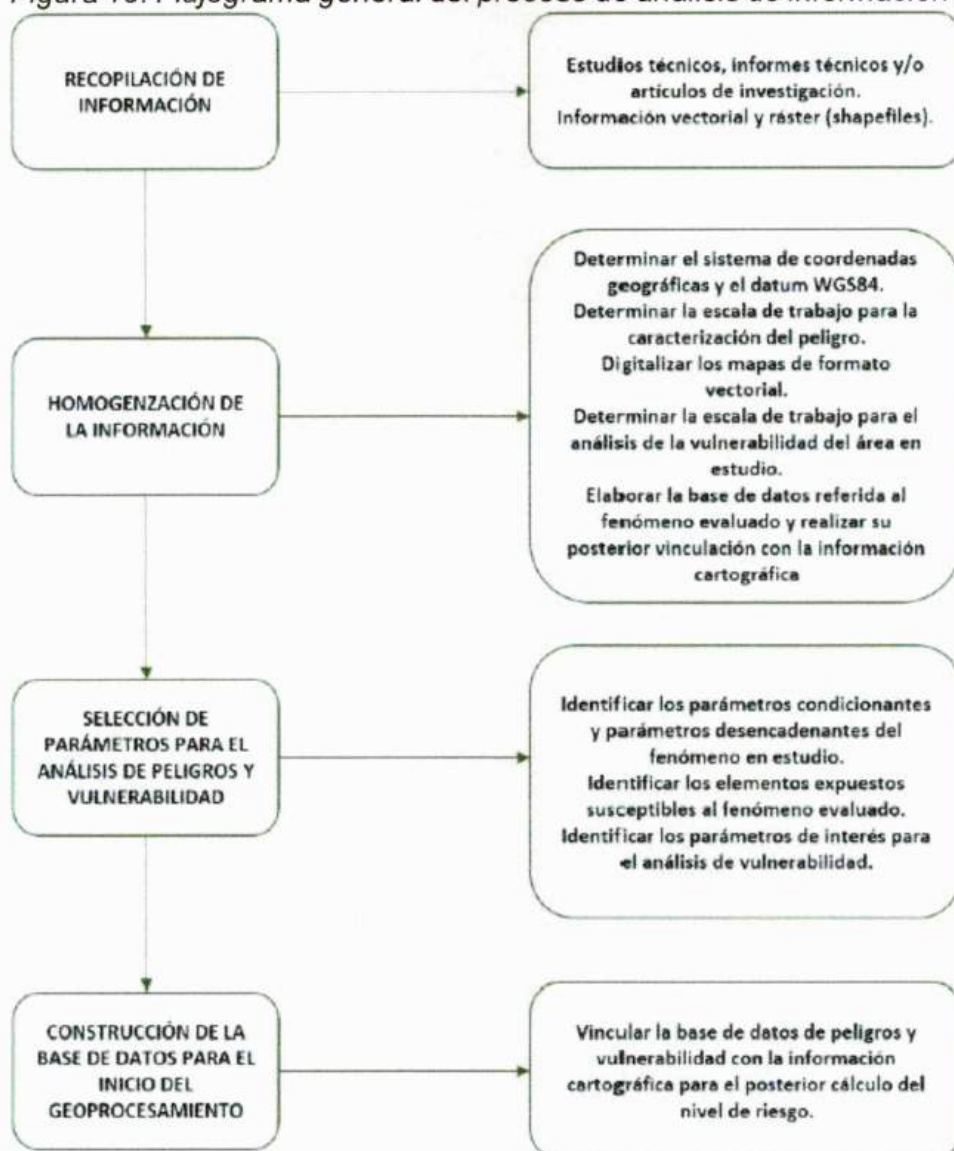 Figura 15. Flujograma general del proceso de análisis de información
RECOPILACIÓN DE
INFORMACIÓN
Estudios técnicos, informes técnicos y/o
artículos de investigación.
Información vectorial y ráster (shapefiles).
HOMOGENZACIÓN DE
LA INFORMACIÓN
Determinar el sistema de coordenadas
geográficas y el datum WGS84.
Determinar la escala de trabajo para la
caracterización del peligro.
Digitalizar los mapas de formato
vectorial.
Determinar la escala de trabajo para el
análisis de la vulnerabilidad del área en
estudio.
Elaborar la base de datos referida al
fenómeno evaluado y realizar su
posterior vinculación con la información
cartográfica
SELECCIÓN DE
PARÁMETROS PARA EL
ANÁLISIS DE PELIGROS Y
VULNERABILIDAD
Identificar los parámetros condicionantes
y parámetros desencadenantes del
fenómeno en estudio.
Identificar los elementos expuestos
susceptibles al fenómeno evaluado.
Identificar los parámetros de interés para
el análisis de vulnerabilidad.
CONSTRUCCIÓN DE LA
BASE DE DATOS PARA EL
INICIO DEL
GEOPROCESAMIENTO
Vincular la base de datos de peligros y
vulnerabilidad con la información
cartográfica para el posterior cálculo del
nivel de riesgo.